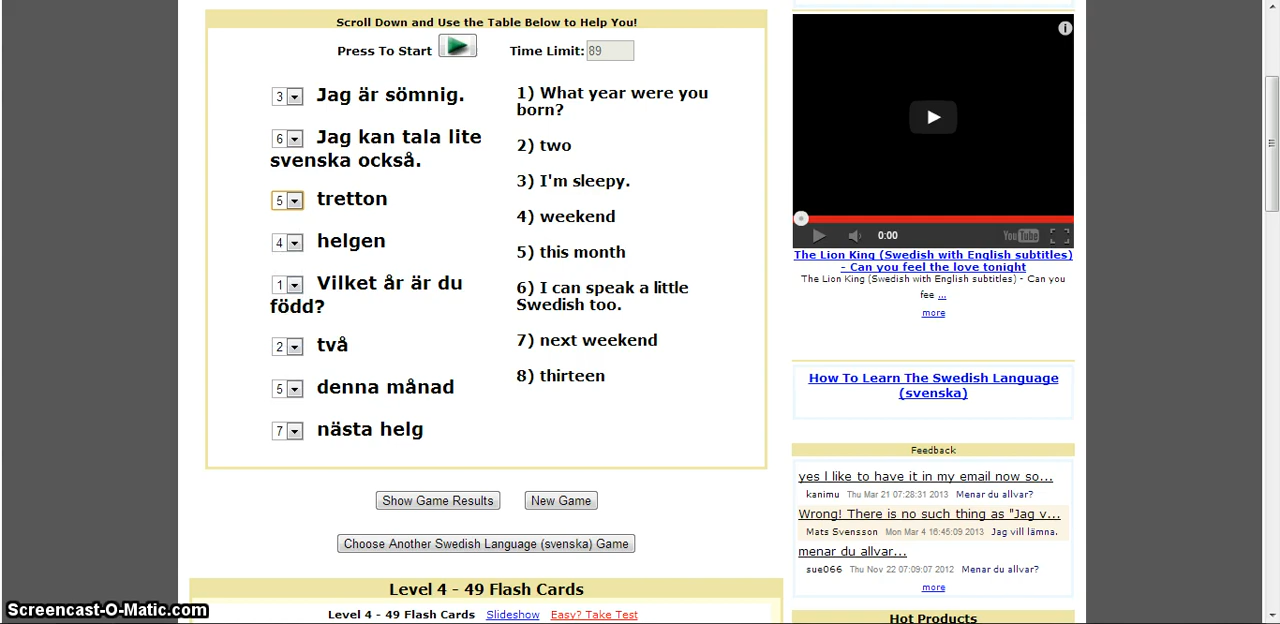 Scroll Down and Use the Table Below to Help You!
Press To Start Time Limit: 89
3 Jag är sömnig.
6 Jag kan tala lite
svenska också.
5 tretton
4 helgen
1 Vilket år är du
född?
2 två
5 denna månad
7 nästa helg
1) What year were you
born?
2) two
3) I'm sleepy.
4) weekend
5) this month
6) I can speak a little
Swedish too.
7) next weekend
8) thirteen
Show Game Results New Game
Choose Another Swedish Language (svenska) Game
Level 4 - 49 Flash Cards
Level 4 - 49 Flash Cards Slideshow Easy? Take Test
0:00 YouTube
The Lion King (Swedish with English subtitles)
- Can you feel the love tonight
The Lion King (Swedish with English subtitles) - Can you
fee ...
more
How To Learn The Swedish Language
(svenska)
Feedback
yes I like to have it in my email now so...
kanimu Thu Mar 21 07:28:31 2013 Menar du allvar?
Wrong! There is no such thing as "Jag v...
Mats Svensson Mon Mar 4 16:45:09 2013 Jag vill lämna.
menar du allvar...
sue066 Thu Nov 22 07:09:07 2012 Menar du allvar?
more
Hot Products
Screencast-O-Matic.com